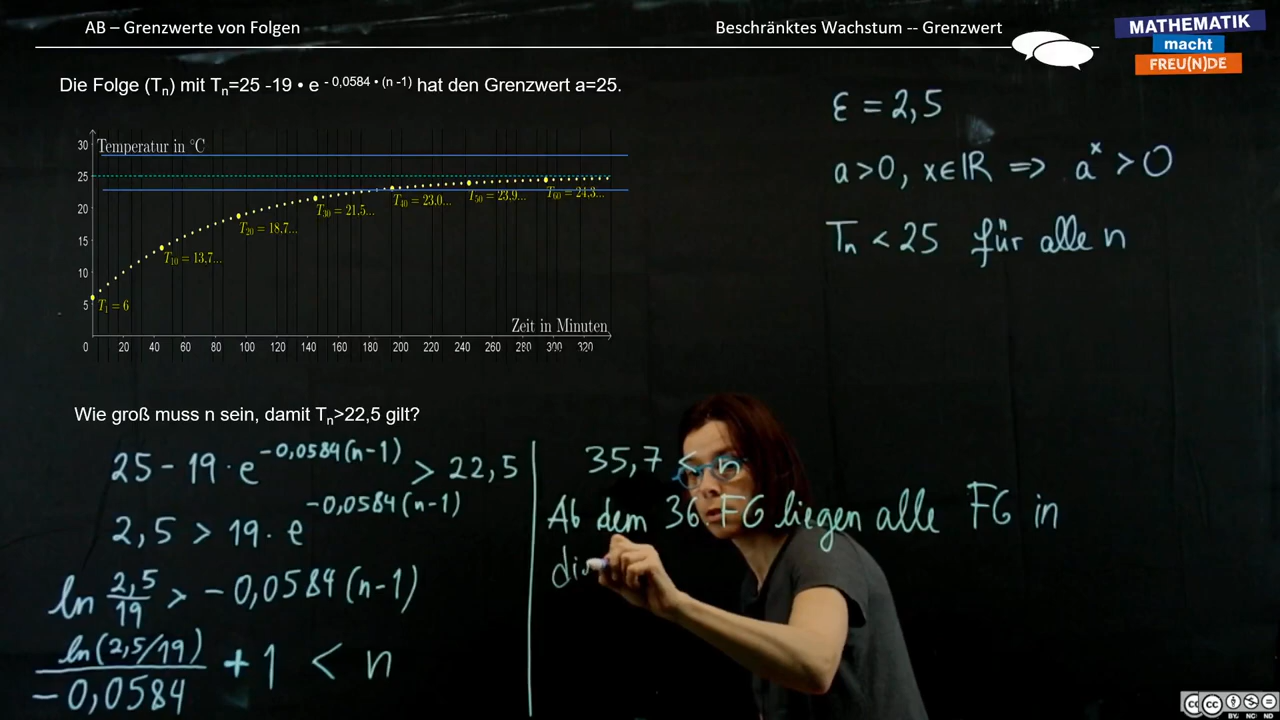 AB – Grenzwerte von Folgen
Beschränktes Wachstum -- Grenzwert
MATHEMATIK
macht
FREU(N)DE
Die Folge (Tₙ) mit Tₙ=25 -19 • e ⁻ ⁰,⁰⁵⁸⁴ • ⁽ⁿ ⁻¹⁾ hat den Grenzwert a=25.
ε = 2,5
a>0, x∈ℝ ⇒ aˣ > 0
Tₙ < 25 für alle n
Temperatur in °C
30
25
20
15
10
5
T₁ = 6
T₁₀ = 13.7...
T₂₀ = 18.7...
T₃₀ = 21.5...
T₄₀ = 23.0...
T₅₀ = 23.9...
T₆₀ = 24.3...
Zeit in Minuten
0 20 40 60 80 100 120 140 160 180 200 220 240 260 280 300 320
Wie groß muss n sein, damit Tₙ>22,5 gilt?
25 - 19 · e^-0,0584(n-1) > 22,5
2,5 > 19 · e^-0,0584(n-1)
ln 2,5/19 > -0,0584 (n-1)
ln(2,5/19)/-0,0584 + 1 < n
35,7 < n
Ab dem 36. FG liegen alle FG in
CC BY NC ND